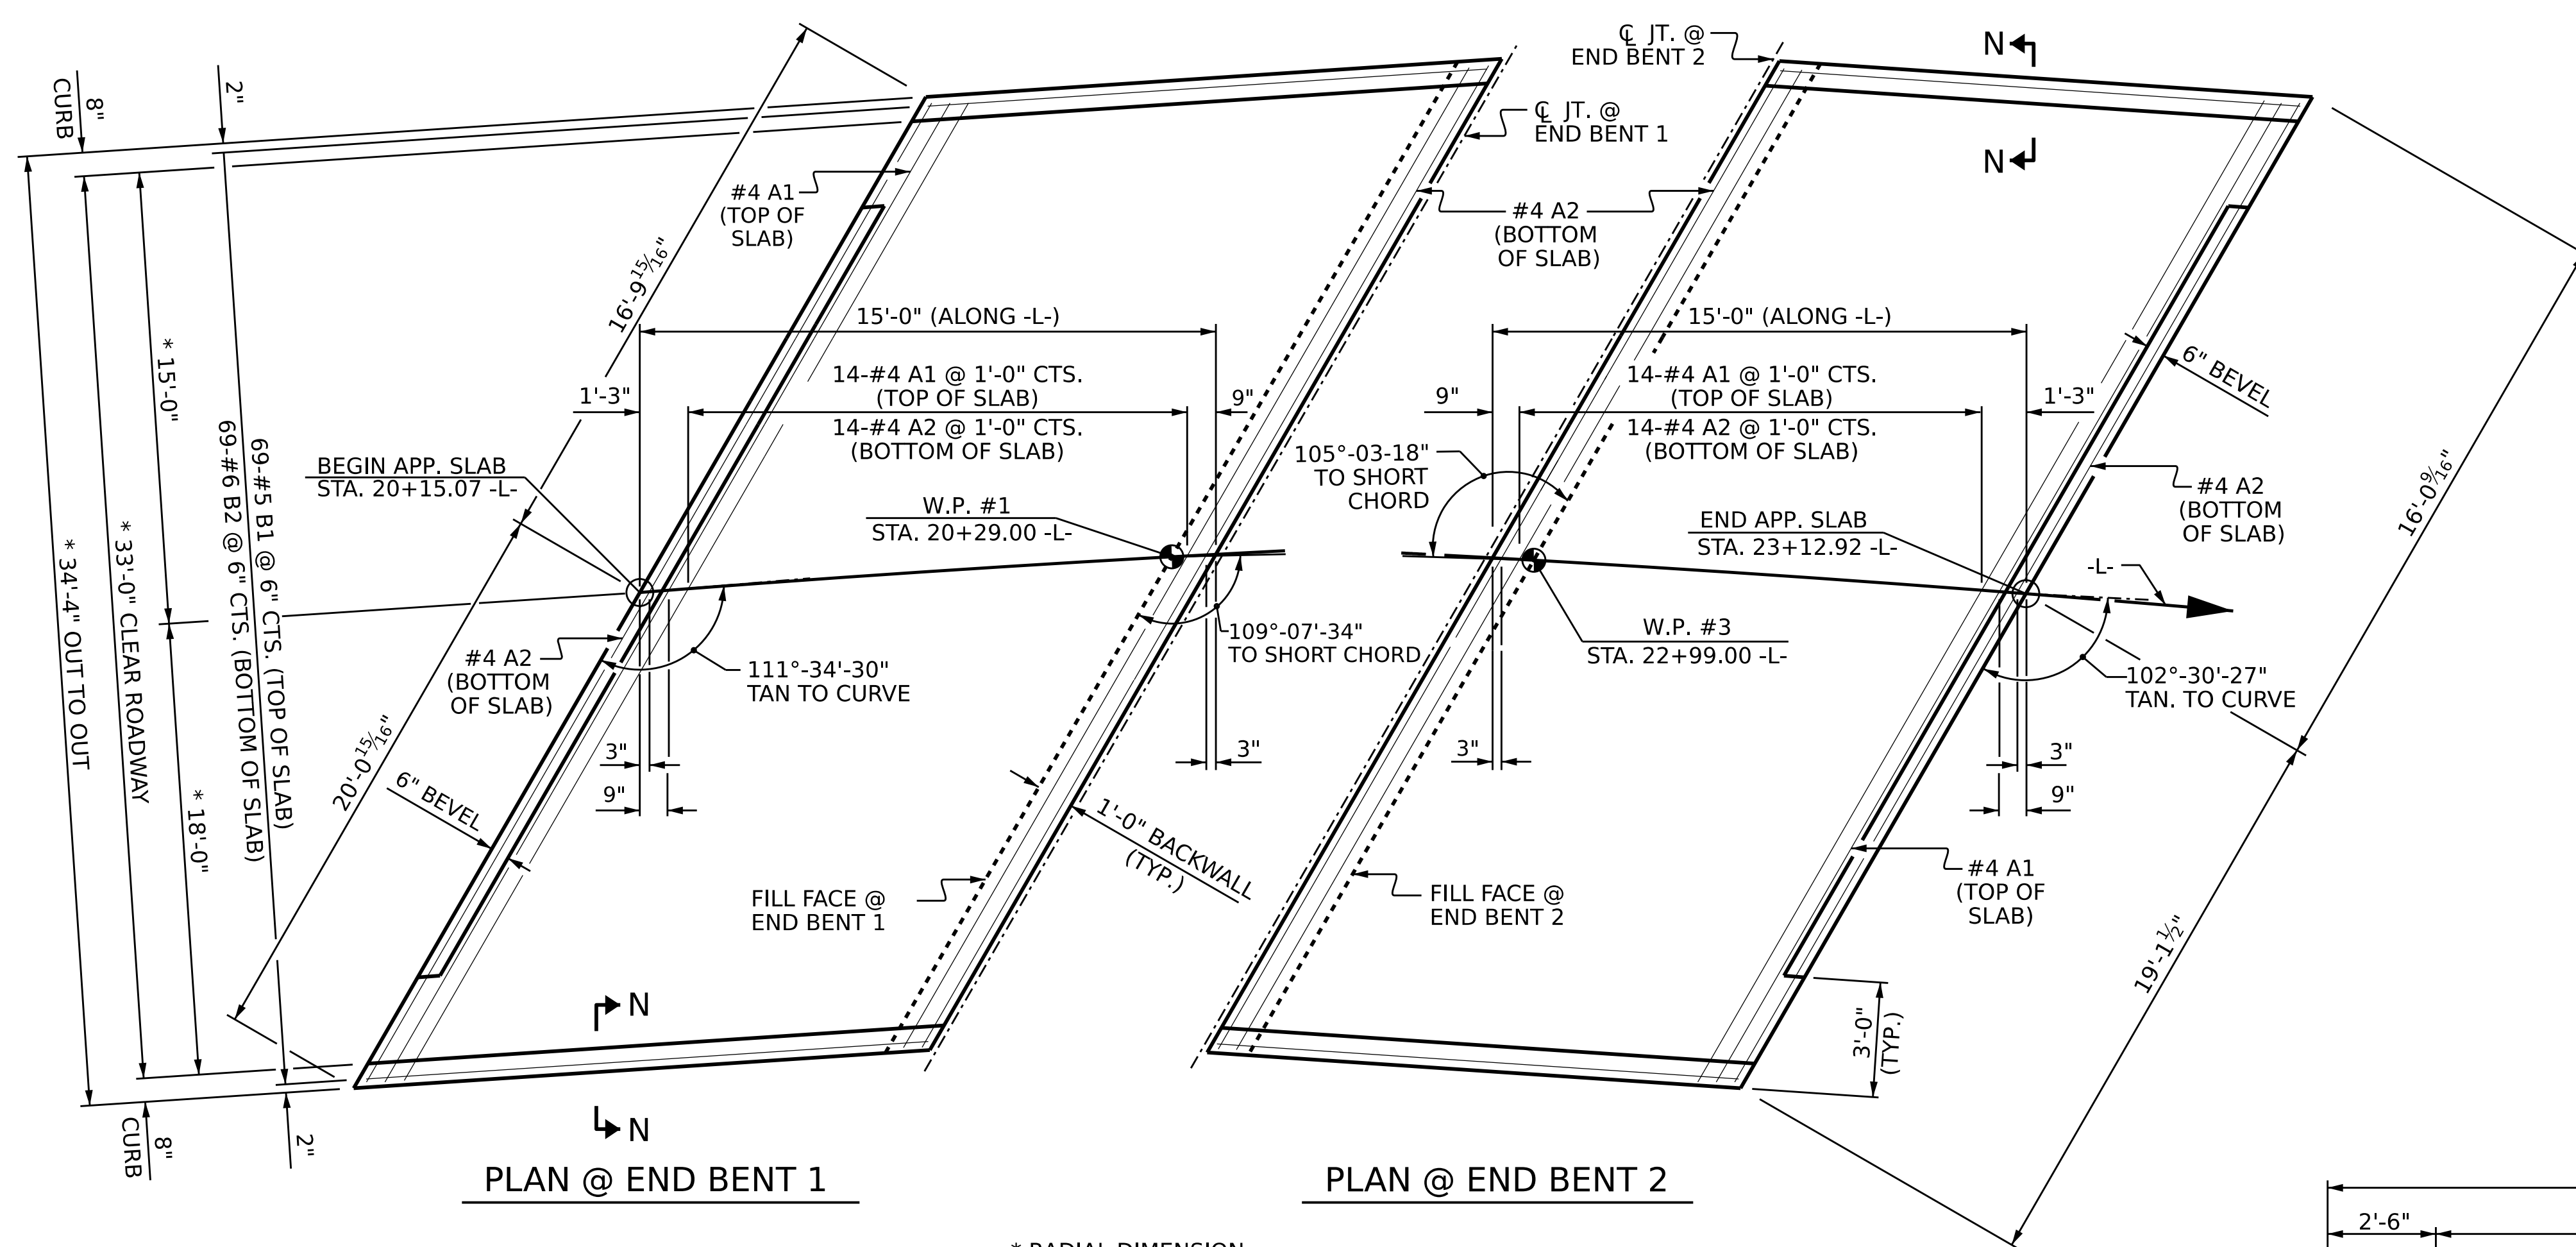 ℄ JT. @
END BENT 2
N
N
8"
CURB
2"
℄ JT. @
END BENT 1
#4 A1
(TOP OF
SLAB)
#4 A2
(BOTTOM
OF SLAB)
16'-9 15/16"
15'-0" (ALONG -L-)
15'-0" (ALONG -L-)
* 15'-0"
1'-3"
14-#4 A1 @ 1'-0" CTS.
(TOP OF SLAB)
14-#4 A2 @ 1'-0" CTS.
(BOTTOM OF SLAB)
9"
9"
14-#4 A1 @ 1'-0" CTS.
(TOP OF SLAB)
14-#4 A2 @ 1'-0" CTS.
(BOTTOM OF SLAB)
1'-3"
6" BEVEL
BEGIN APP. SLAB
STA. 20+15.07 -L-
105°-03-18"
TO SHORT
CHORD
W.P. #1
STA. 20+29.00 -L-
END APP. SLAB
STA. 23+12.92 -L-
#4 A2
(BOTTOM
OF SLAB)
16'-0 9/16"
-L-
* 34'-4" OUT TO OUT
* 33'-0" CLEAR ROADWAY
* 18'-0"
69-#6 B2 @ 6" CTS. (BOTTOM OF SLAB)
69-#5 B1 @ 6" CTS. (TOP OF SLAB)
#4 A2
(BOTTOM
OF SLAB)
111°-34'-30"
TAN TO CURVE
109°-07'-34"
TO SHORT CHORD
W.P. #3
STA. 22+99.00 -L-
102°-30'-27"
TAN. TO CURVE
20'-0 15/16"
6" BEVEL
3"
9"
3"
3"
3"
9"
1'-0" BACKWALL
(TYP.)
FILL FACE @
END BENT 1
FILL FACE @
END BENT 2
#4 A1
(TOP OF
SLAB)
19'-1 1/2"
3'-0"
(TYP.)
N
N
8"
CURB
2"
PLAN @ END BENT 1
PLAN @ END BENT 2
2'-6"
* RADIAL DIMENSION